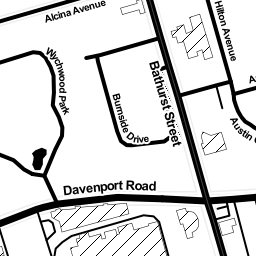 Alcina Avenue
Hilton Avenue
Wychwood Park
Bathurst Street
A
Burnside Drive
Austin
Davenport Road